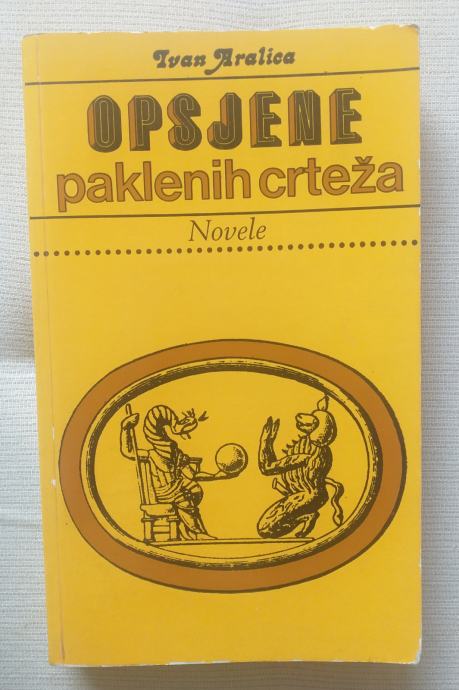 Ivan Aralica
OPSJENE
paklenih crteža
Novele